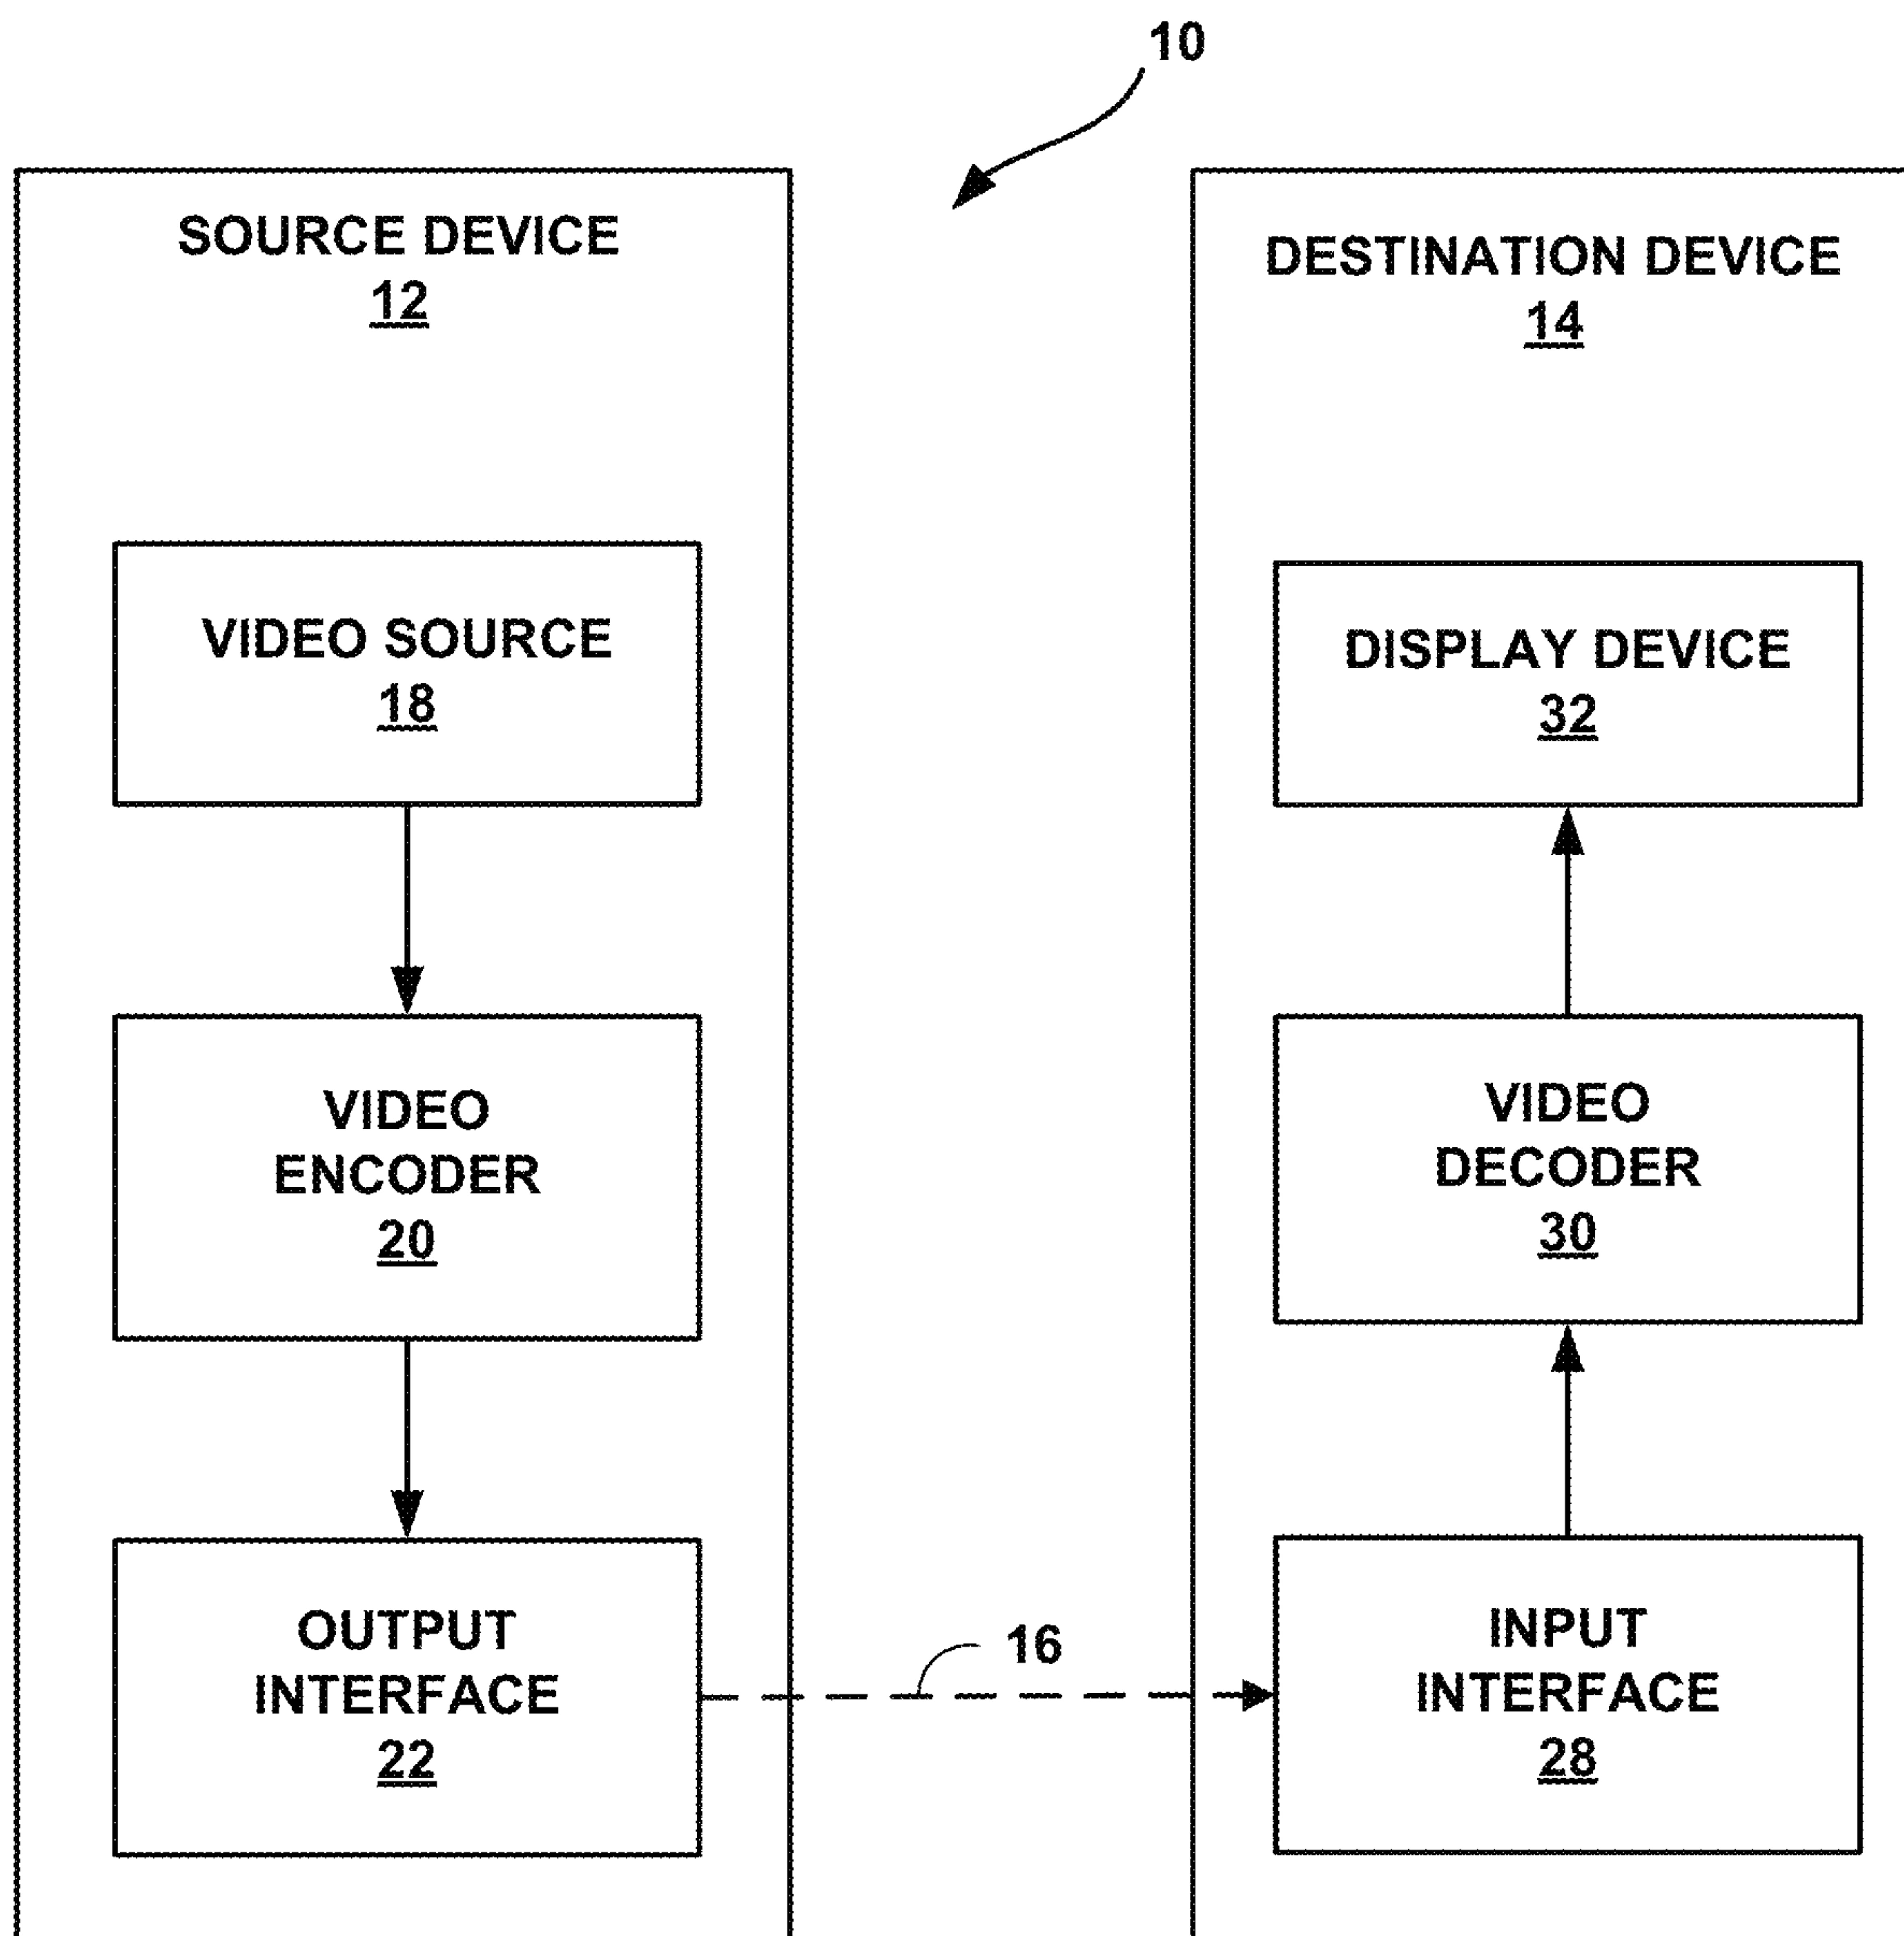 10
SOURCE DEVICE
12
VIDEO SOURCE
18
VIDEO
ENCODER
20
OUTPUT
INTERFACE
22
16
DESTINATION DEVICE
14
DISPLAY DEVICE
32
VIDEO
DECODER
30
INPUT
INTERFACE
28